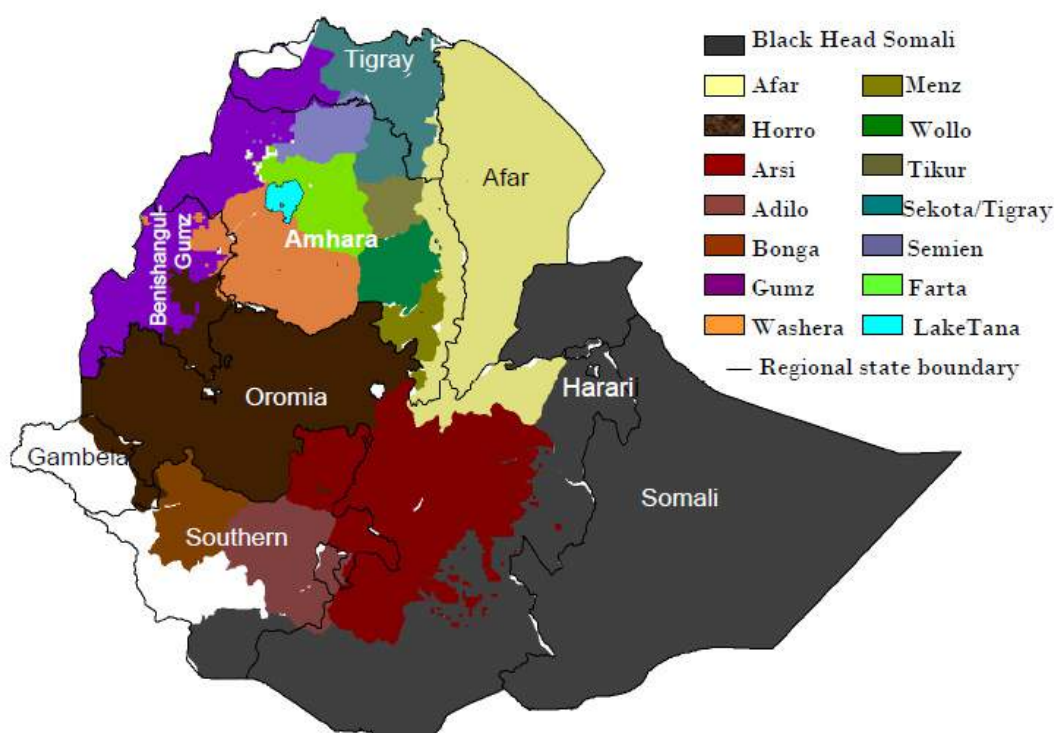 Black Head Somali
Tigray
Afar
Menz
Horro
Wollo
Arsi
Tikur
Afar
Adilo
Sekota/Tigray
Benishangul-
Gumz
Amhara
Bonga
Semien
Gumz
Farta
Washera
LakeTana
Regional state boundary
Oromia
Harari
Gambela
Somali
Southern